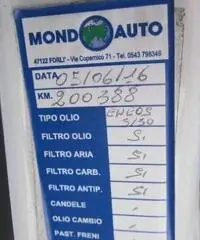 MONDO AUTO
47122 FORLI' - Via Copernico 71 - Tel. 0543 798346
DATA 05/06/16
KM. 200388
TIPO OLIO ENEOS 5/30
FILTRO OLIO SI
FILTRO ARIA SI
FILTRO CARB. SI
FILTRO ANTIP. SI
CANDELE /
OLIO CAMBIO /
PAST. FRENI